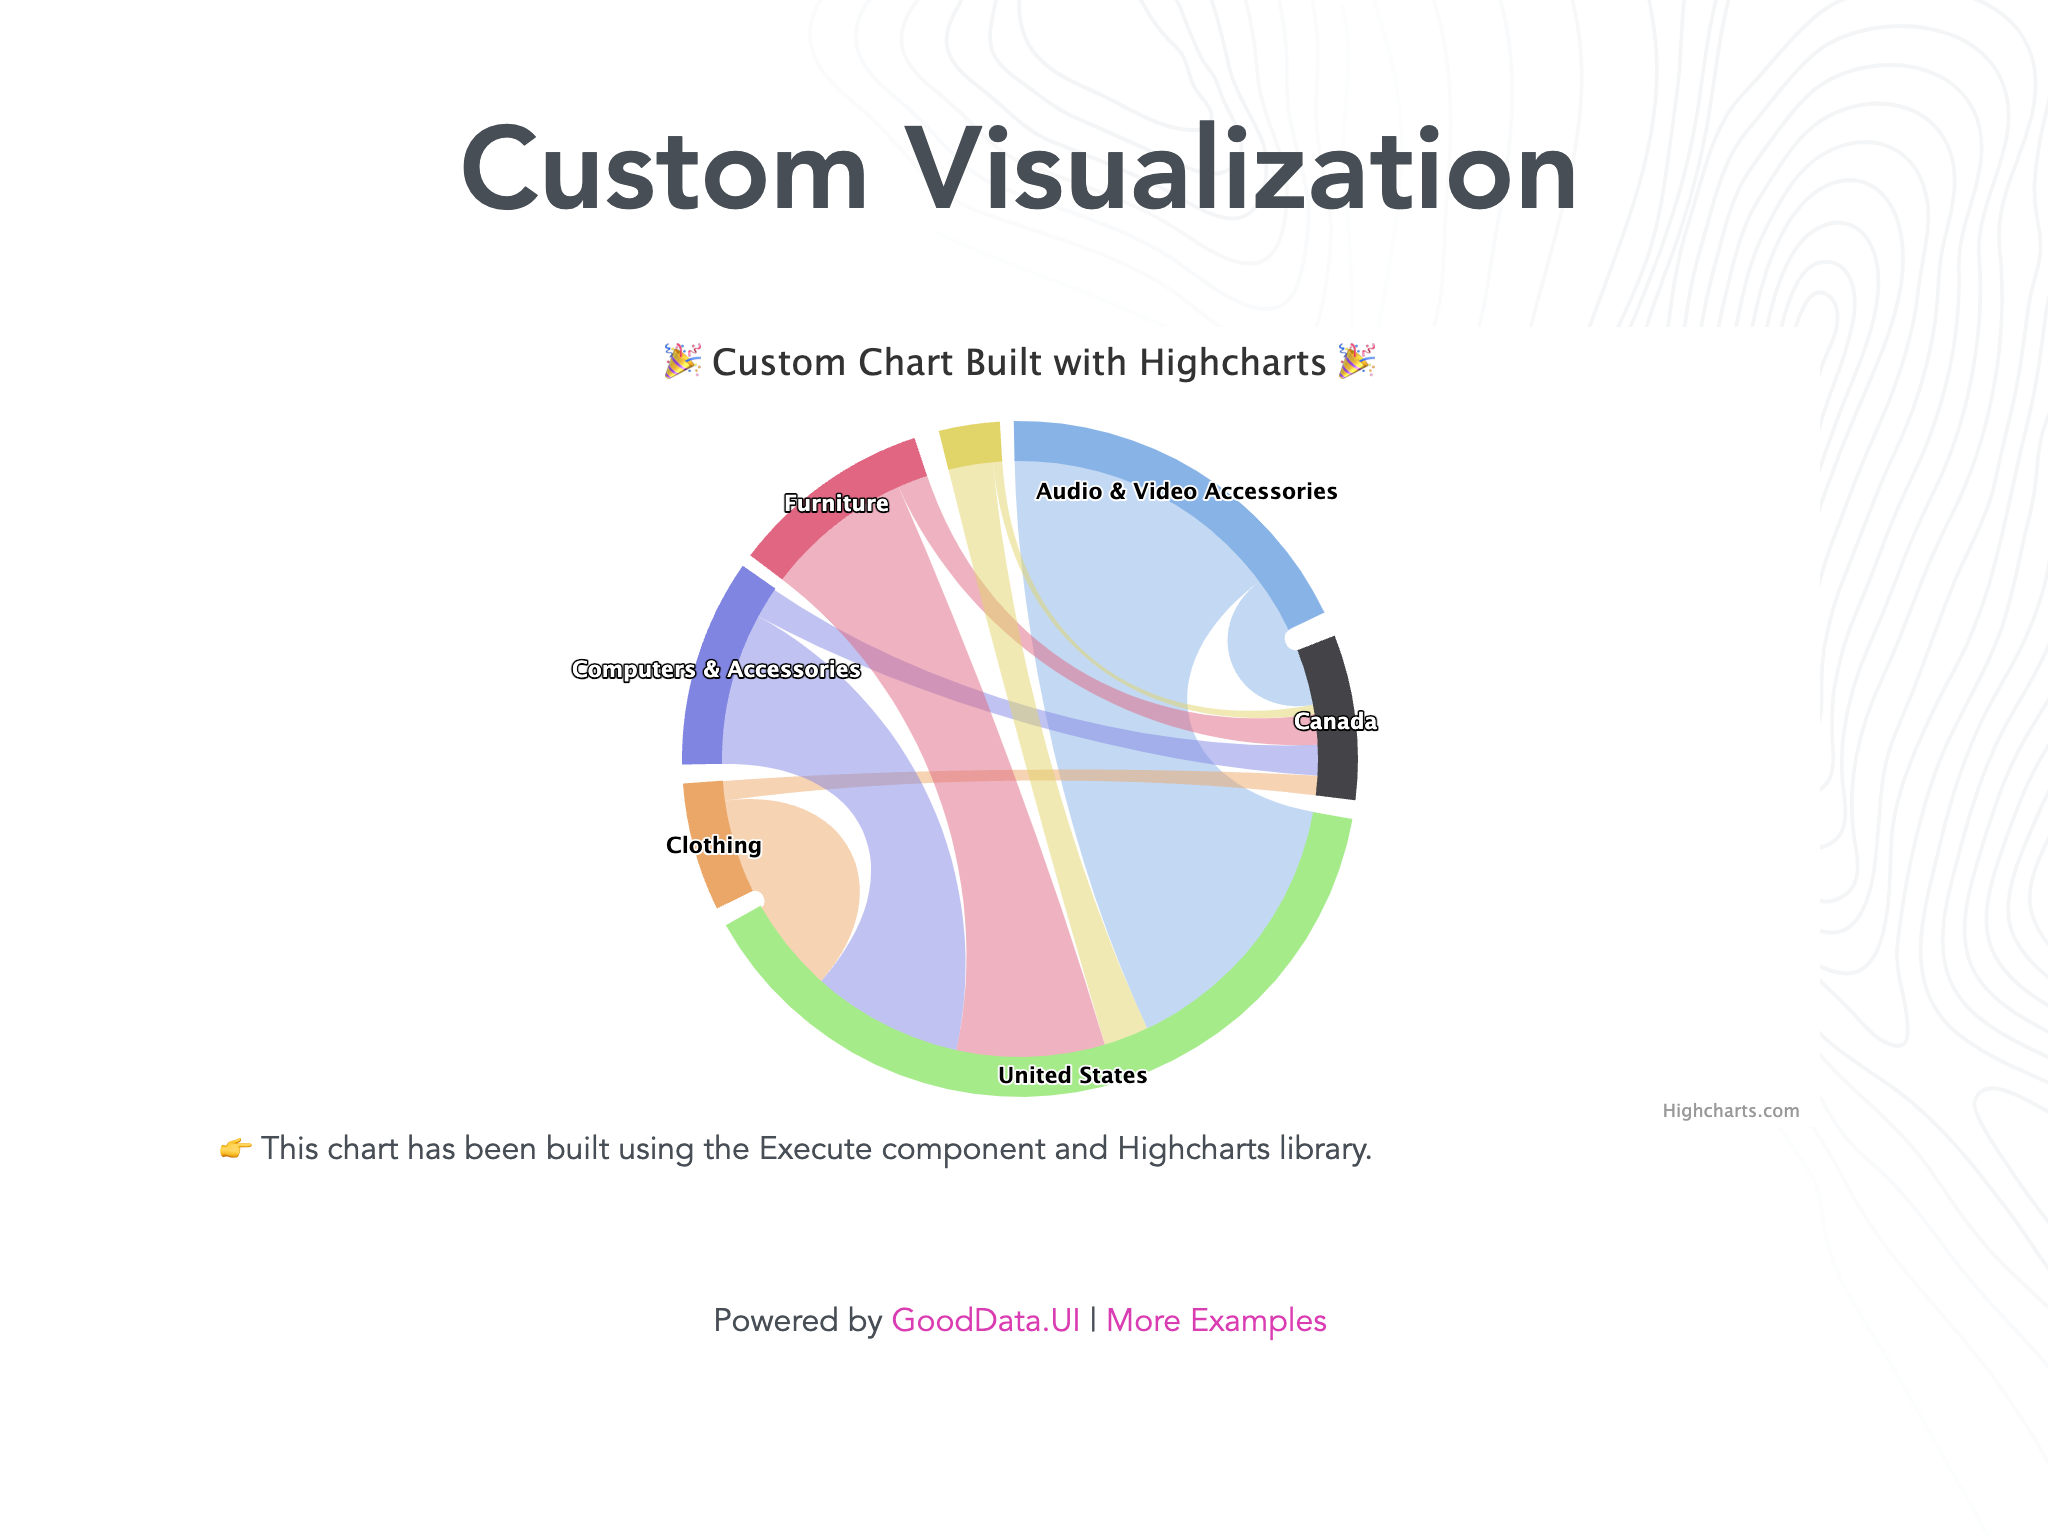 Custom Visualization
🎉 Custom Chart Built with Highcharts 🎉
Audio & Video Accessories
Furniture
Computers & Accessories
Canada
Clothing
United States
Highcharts.com
👉 This chart has been built using the Execute component and Highcharts library.
Powered by GoodData.UI | More Examples